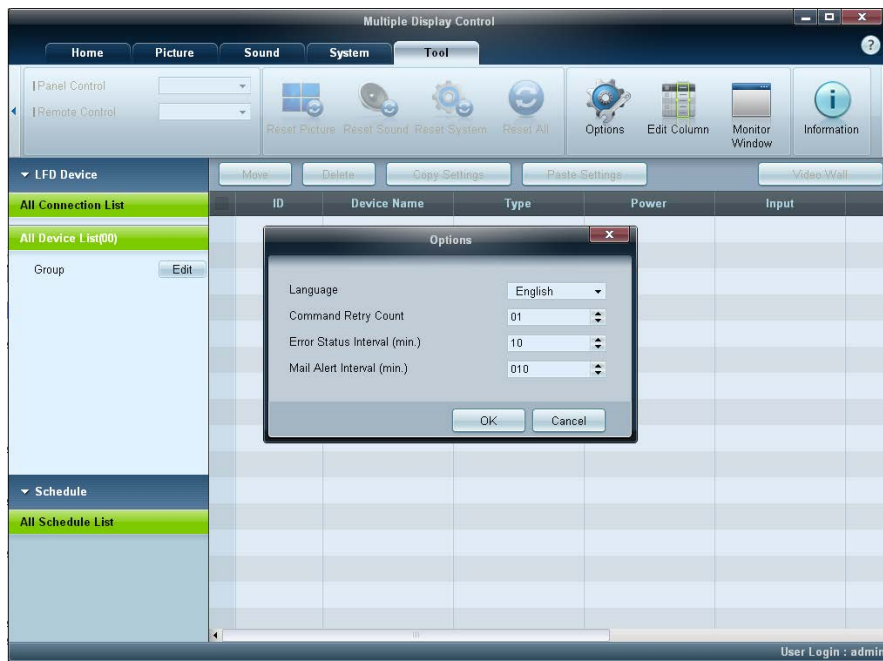 Multiple Display Control
Home Picture Sound System Tool
Panel Control
Remote Control
Reset Picture Reset Sound Reset System Reset All
Options Edit Column Monitor Window Information
LFD Device
Move Delete Copy Settings Paste Settings Video Wall
All Connection List
ID Device Name Type Power Input
All Device List(00)
Group Edit
Options
Language English
Command Retry Count 01
Error Status Interval (min.) 10
Mail Alert Interval (min.) 010
OK Cancel
Schedule
All Schedule List
User Login : admin